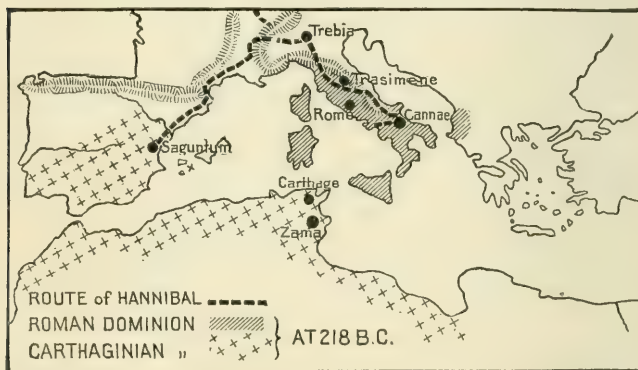 Trebia
Trasimene
Rome
Cannae
Saguntum
Carthage
Zama
ROUTE of HANNIBAL
ROMAN DOMINION
CARTHAGINIAN „
AT 218 B.C.